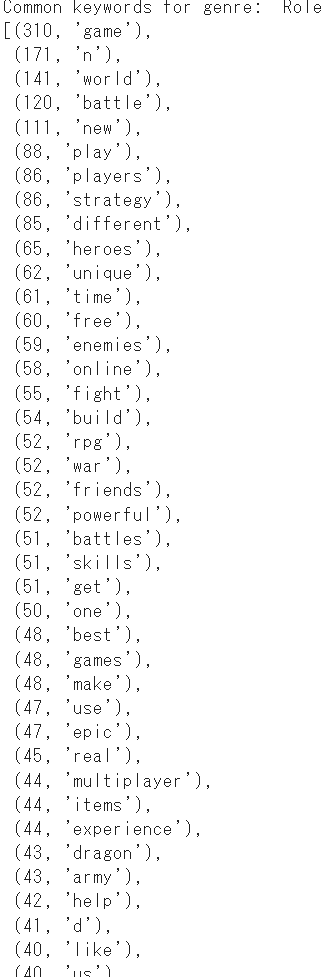 Common keywords for genre:  Role
[(310, 'game'),
(171, 'n'),
(141, 'world'),
(120, 'battle'),
(111, 'new'),
(88, 'play'),
(86, 'players'),
(86, 'strategy'),
(85, 'different'),
(65, 'heroes'),
(62, 'unique'),
(61, 'time'),
(60, 'free'),
(59, 'enemies'),
(58, 'online'),
(55, 'fight'),
(54, 'build'),
(52, 'rpg'),
(52, 'war'),
(52, 'friends'),
(52, 'powerful'),
(51, 'battles'),
(51, 'skills'),
(51, 'get'),
(50, 'one'),
(48, 'best'),
(48, 'games'),
(48, 'make'),
(47, 'use'),
(47, 'epic'),
(45, 'real'),
(44, 'multiplayer'),
(44, 'items'),
(44, 'experience'),
(43, 'dragon'),
(43, 'army'),
(42, 'help'),
(41, 'd'),
(40, 'like'),
(40, 'us')